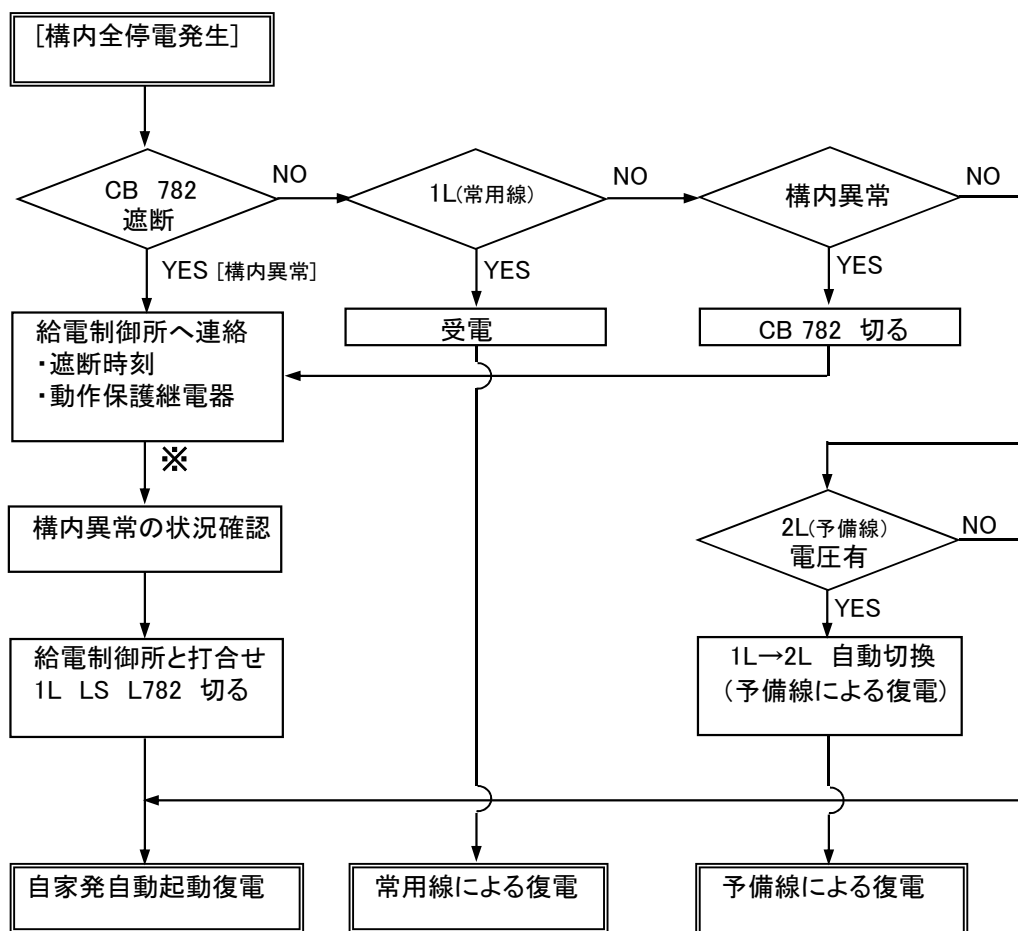 [構内全停電発生]
CB 782
遮断
NO
1L(常用線)
NO
構内異常
NO
YES [構内異常]
YES
YES
給電制御所へ連絡
・遮断時刻
・動作保護継電器
受電
CB 782 切る
※
構内異常の状況確認
2L(予備線)
電圧有
NO
YES
給電制御所と打合せ
1L LS L782 切る
1L→2L 自動切換
(予備線による復電)
自家発自動起動復電
常用線による復電
予備線による復電